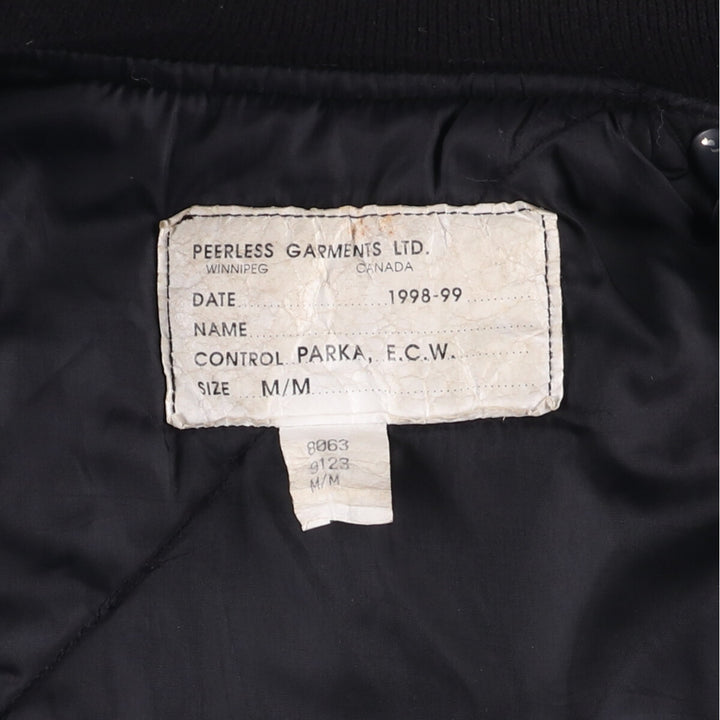 PEERLESS GARMENTS LTD.
WINNIPEG CANADA
DATE 1998-99
NAME
CONTROL PARKA, E.C.W.
SIZE M/M
8063
9123
M/M